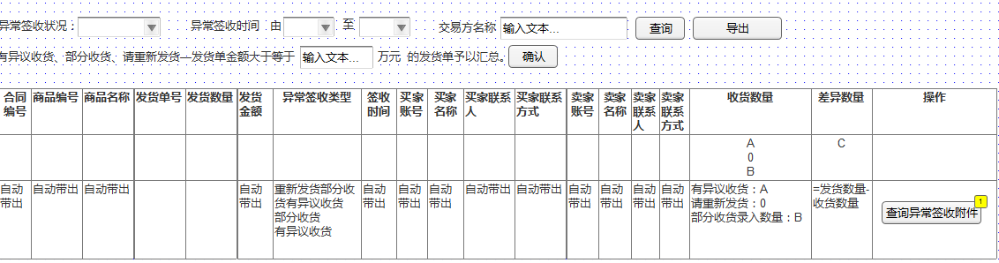 异常签收状况： 异常签收时间 由 至 交易方名称 输入文本... 查询 导出
有异议收货、部分收货、请重新发货—发货单金额大于等于 输入文本... 万元 的发货单予以汇总。 确认
合同编号 商品编号 商品名称 发货单号 发货数量 发货金额 异常签收类型 签收时间 买家账号 买家名称 买家联系人 买家联系方式 卖家账号 卖家名称 卖家联系人 卖家联系方式 收货数量 差异数量 操作
A C
0
B
自动带出 自动带出 自动带出 自动带出 重新发货部分收货有异议收货 自动带出 自动带出 自动带出 自动带出 自动带出 自动带出 自动带出 自动带出 自动带出 有异议收货：A =发货数量-收货数量
部分收货 请重新发货：0 1
有异议收货 部分收货录入数量：B 查询异常签收附件